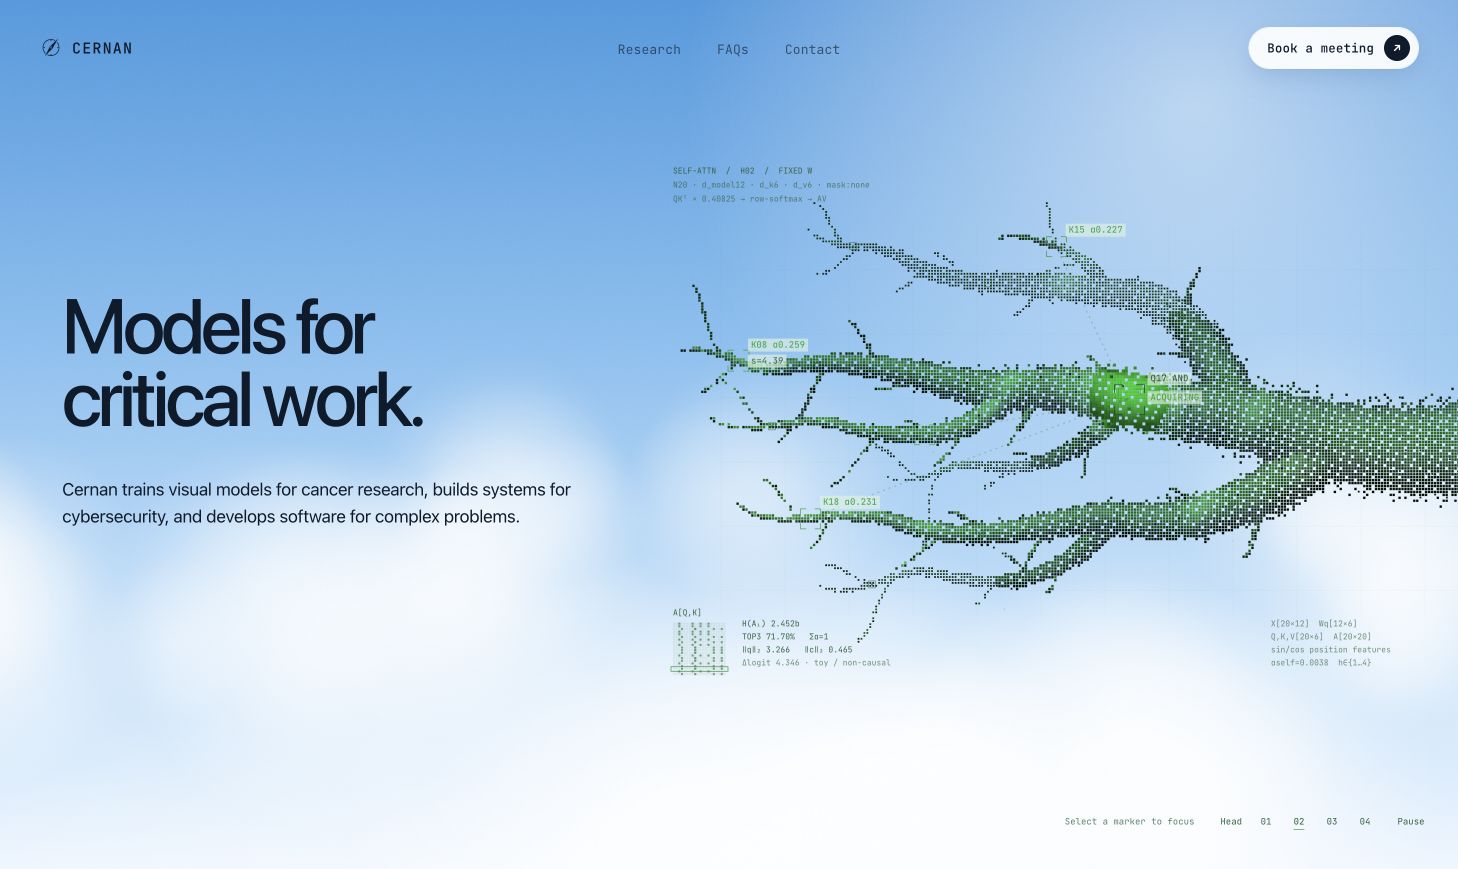 CERNAN
Research FAQs Contact
Book a meeting
SELF-ATTN / H02 / FIXED W
N20 · d_model12 · d_k6 · d_v6 · mask:none
QKᵀ × 0.40825 → row-softmax → AV
K15 α0.227
Models for
critical work.
K08 α0.259
s=4.39
Q17 AND
ACQUIRING
Cernan trains visual models for cancer research, builds systems for
cybersecurity, and develops software for complex problems.
K18 α0.231
A[Q,K]
H(Aᵢ) 2.452b
TOP3 71.70% Σα=1
‖q‖₂ 3.266 ‖c‖₂ 0.465
Δlogit 4.346 · toy / non-causal
X[20×12] Wq[12×6]
Q,K,V[20×6] A[20×20]
sin/cos position features
αself=0.0038 h∈{1…4}
Select a marker to focus Head 01 02 03 04 Pause